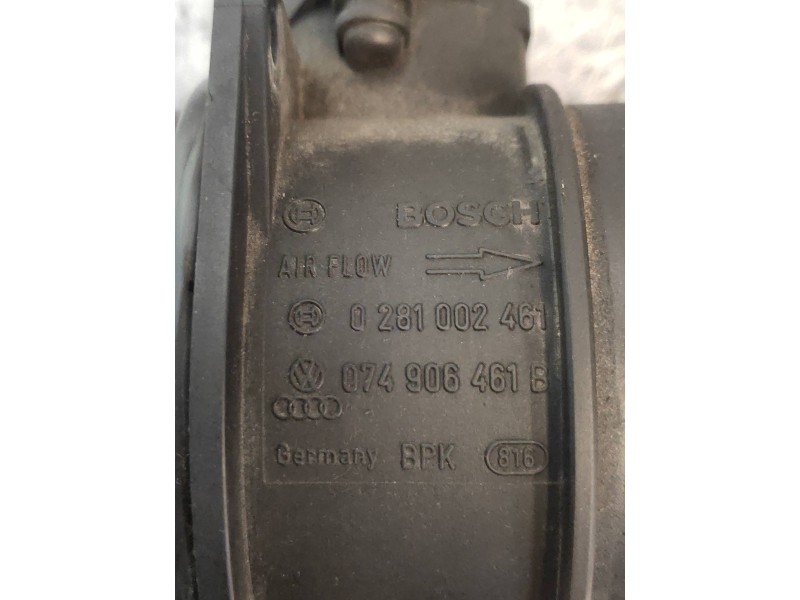 BOSCH
AIR FLOW
0 281 002 461
074 906 461 B
Germany BPK 816